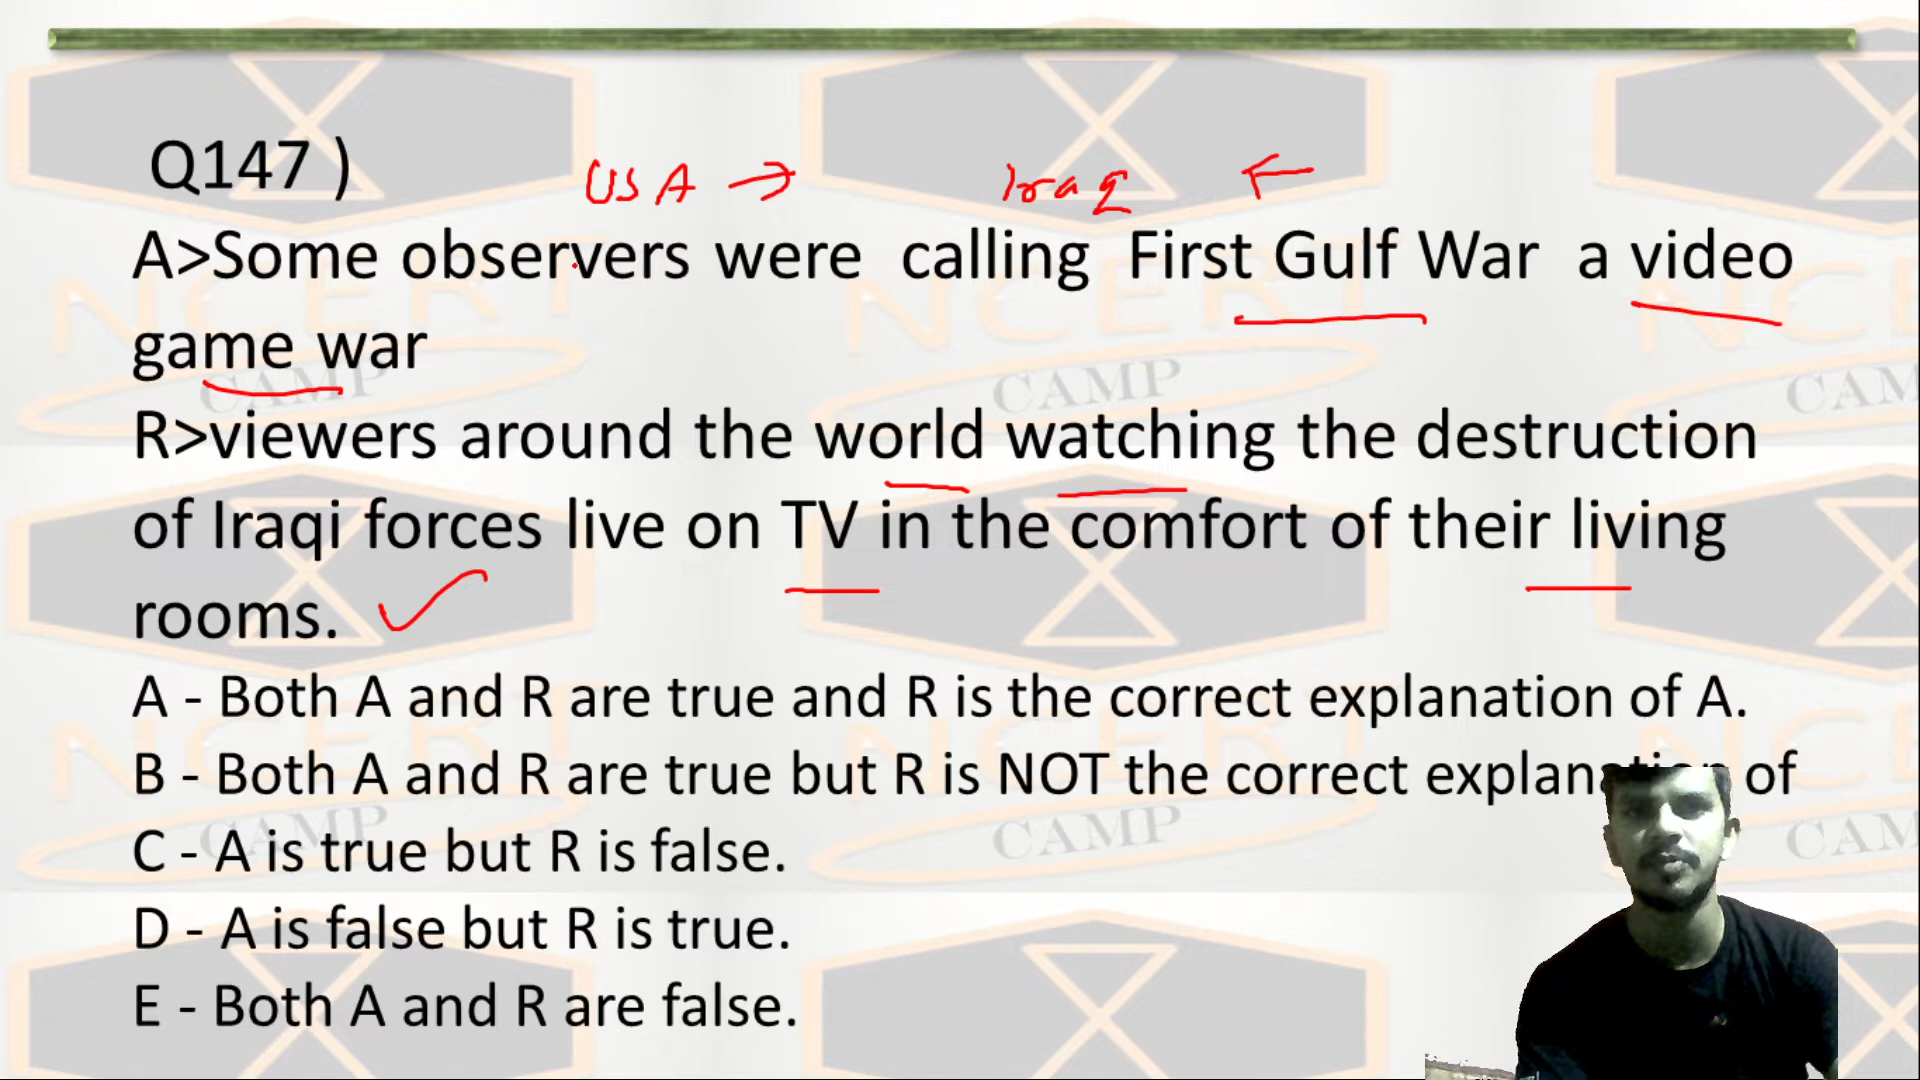 Q147 )
USA → Iraq ←
A>Some observers were calling First Gulf War a video
game war
R>viewers around the world watching the destruction
of Iraqi forces live on TV in the comfort of their living
rooms.
A - Both A and R are true and R is the correct explanation of A.
B - Both A and R are true but R is NOT the correct explanation of
C - A is true but R is false.
D - A is false but R is true.
E - Both A and R are false.
NCERT
CAMP